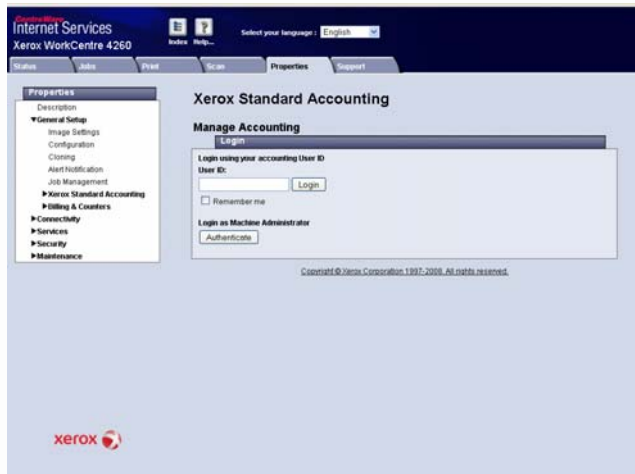 CentreWare
Internet Services
Xerox WorkCentre 4260
Index
Help...
Select your language :
English
Status
Jobs
Print
Scan
Properties
Support
Properties
Description
General Setup
Image Settings
Configuration
Cloning
Alert Notification
Job Management
Xerox Standard Accounting
Billing & Counters
Connectivity
Services
Security
Maintenance
Xerox Standard Accounting
Manage Accounting
Login
Login using your accounting User ID
User ID:
Login
Remember me
Login as Machine Administrator
Authenticate
Copyright © Xerox Corporation 1997-2008. All rights reserved.
xerox